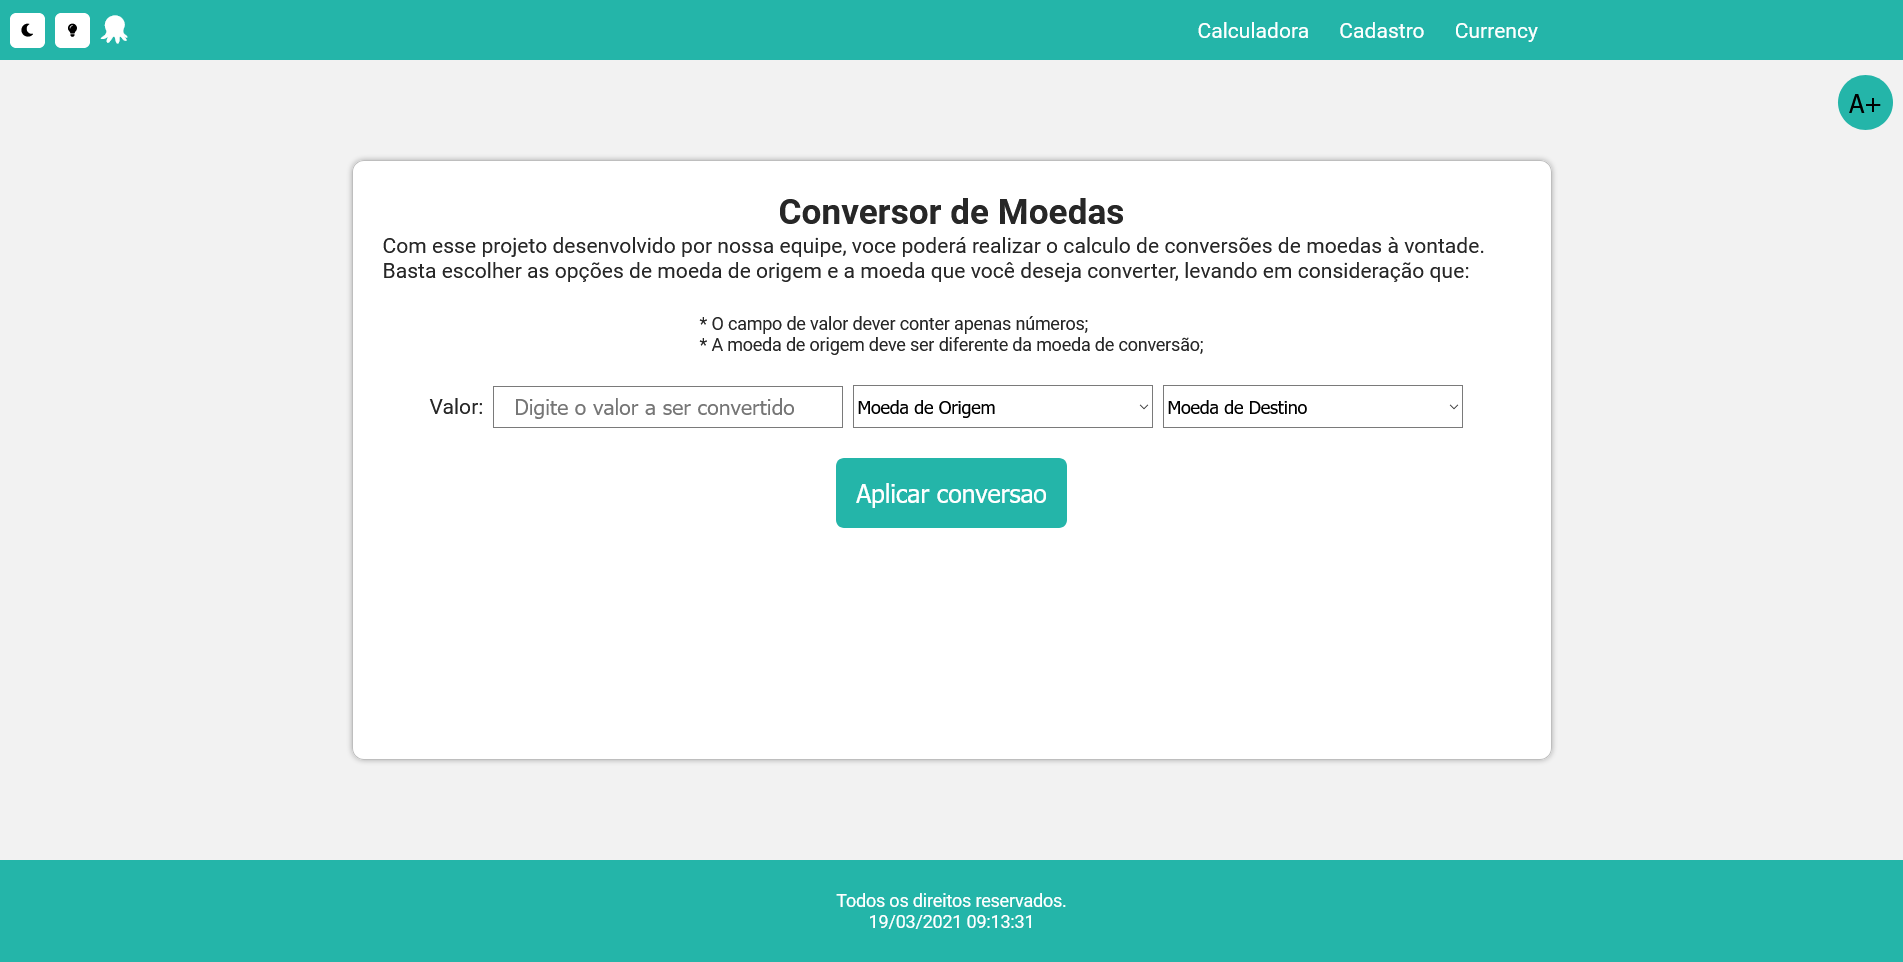 Calculadora Cadastro Currency
A+
Conversor de Moedas
Com esse projeto desenvolvido por nossa equipe, voce poderá realizar o calculo de conversões de moedas à vontade.
Basta escolher as opções de moeda de origem e a moeda que você deseja converter, levando em consideração que:
* O campo de valor dever conter apenas números;
* A moeda de origem deve ser diferente da moeda de conversão;
Valor: Digite o valor a ser convertido Moeda de Origem Moeda de Destino
Aplicar conversao
Todos os direitos reservados.
19/03/2021 09:13:31